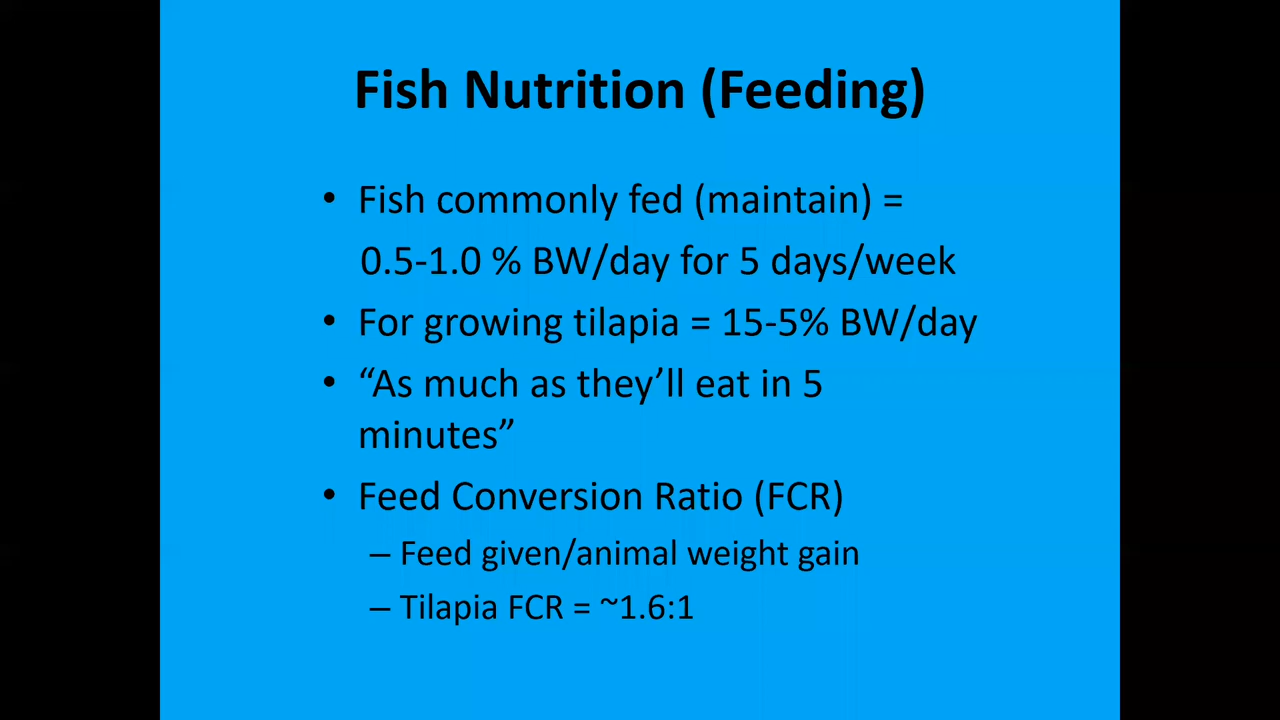 Fish Nutrition (Feeding)
• Fish commonly fed (maintain) =
0.5-1.0 % BW/day for 5 days/week
• For growing tilapia = 15-5% BW/day
• “As much as they’ll eat in 5
minutes”
• Feed Conversion Ratio (FCR)
– Feed given/animal weight gain
– Tilapia FCR = ~1.6:1